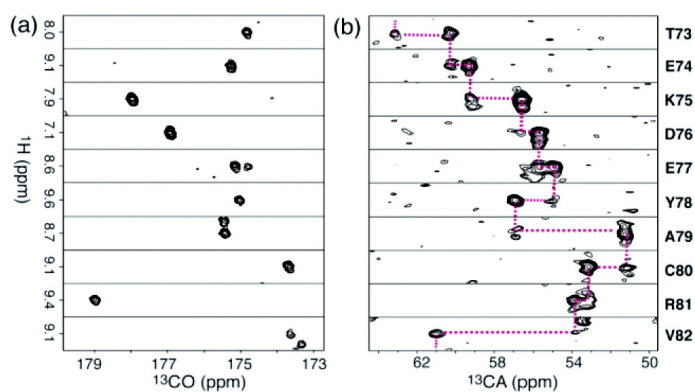 (a)
(b)
8.0
9.1
7.9
7.1
8.6
9.6
8.7
9.1
9.4
9.1
1H (ppm)
T73
E74
K75
D76
E77
Y78
A79
C80
R81
V82
179 177 175 173
13CO (ppm)
62 58 54 50
13CA (ppm)